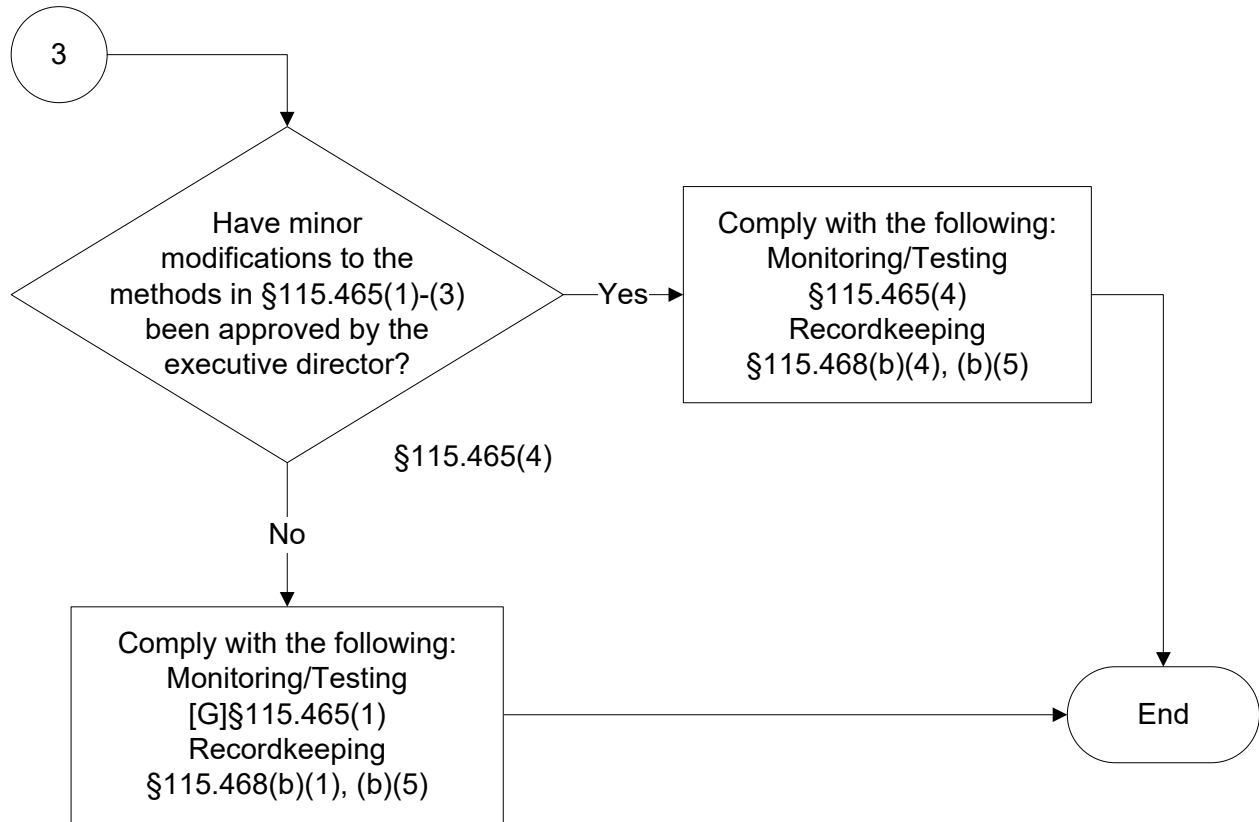 3
Have minor
modifications to the
methods in §115.465(1)-(3)
been approved by the
executive director?
Yes
Comply with the following:
Monitoring/Testing
§115.465(4)
Recordkeeping
§115.468(b)(4), (b)(5)
§115.465(4)
No
Comply with the following:
Monitoring/Testing
[G]§115.465(1)
Recordkeeping
§115.468(b)(1), (b)(5)
End